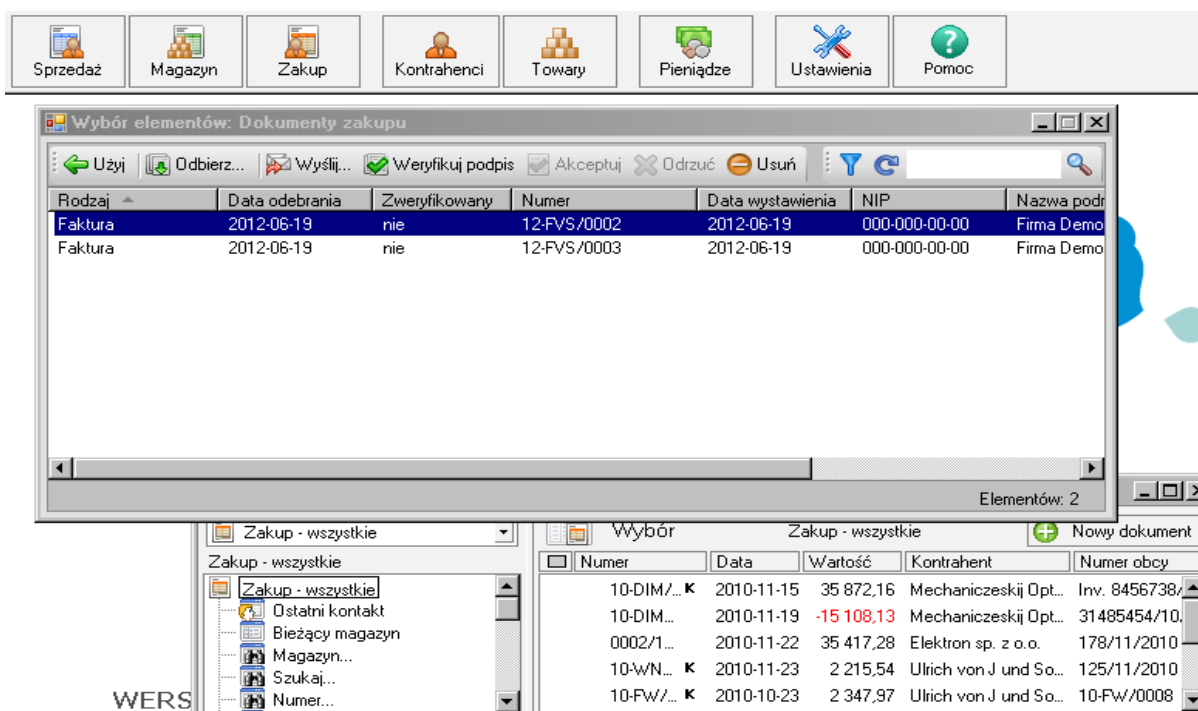 Sprzedaż Magazyn Zakup Kontrahenci Towary Pieniądze Ustawienia Pomoc
Wybór elementów: Dokumenty zakupu
Użyj Odbierz... Wyślij... Weryfikuj podpis Akceptuj Odrzuć Usuń
Rodzaj Data odebrania Zweryfikowany Numer Data wystawienia NIP Nazwa podr
Faktura 2012-06-19 nie 12-FVS/0002 2012-06-19 000-000-00-00 Firma Demo
Faktura 2012-06-19 nie 12-FVS/0003 2012-06-19 000-000-00-00 Firma Demo
Elementów: 2
Zakup - wszystkie Wybór Zakup - wszystkie Nowy dokument
Zakup - wszystkie Numer Data Wartość Kontrahent Numer obcy
Zakup - wszystkie 10-DIM/... K 2010-11-15 35 872,16 Mechaniczeskij Opt... Inv. 8456738/
Ostatni kontakt 10-DIM... 2010-11-19 -15 108,13 Mechaniczeskij Opt... 31485454/10.
Bieżący magazyn 0002/1... 2010-11-22 35 417,28 Elektron sp. z o.o. 178/11/2010
Magazyn... 10-WN... K 2010-11-23 2 215,54 Ulrich von J und So... 125/11/2010
Szukaj...
Numer... 10-FW/... K 2010-10-23 2 347,97 Ulrich von J und So... 10-FW/0008
WERS